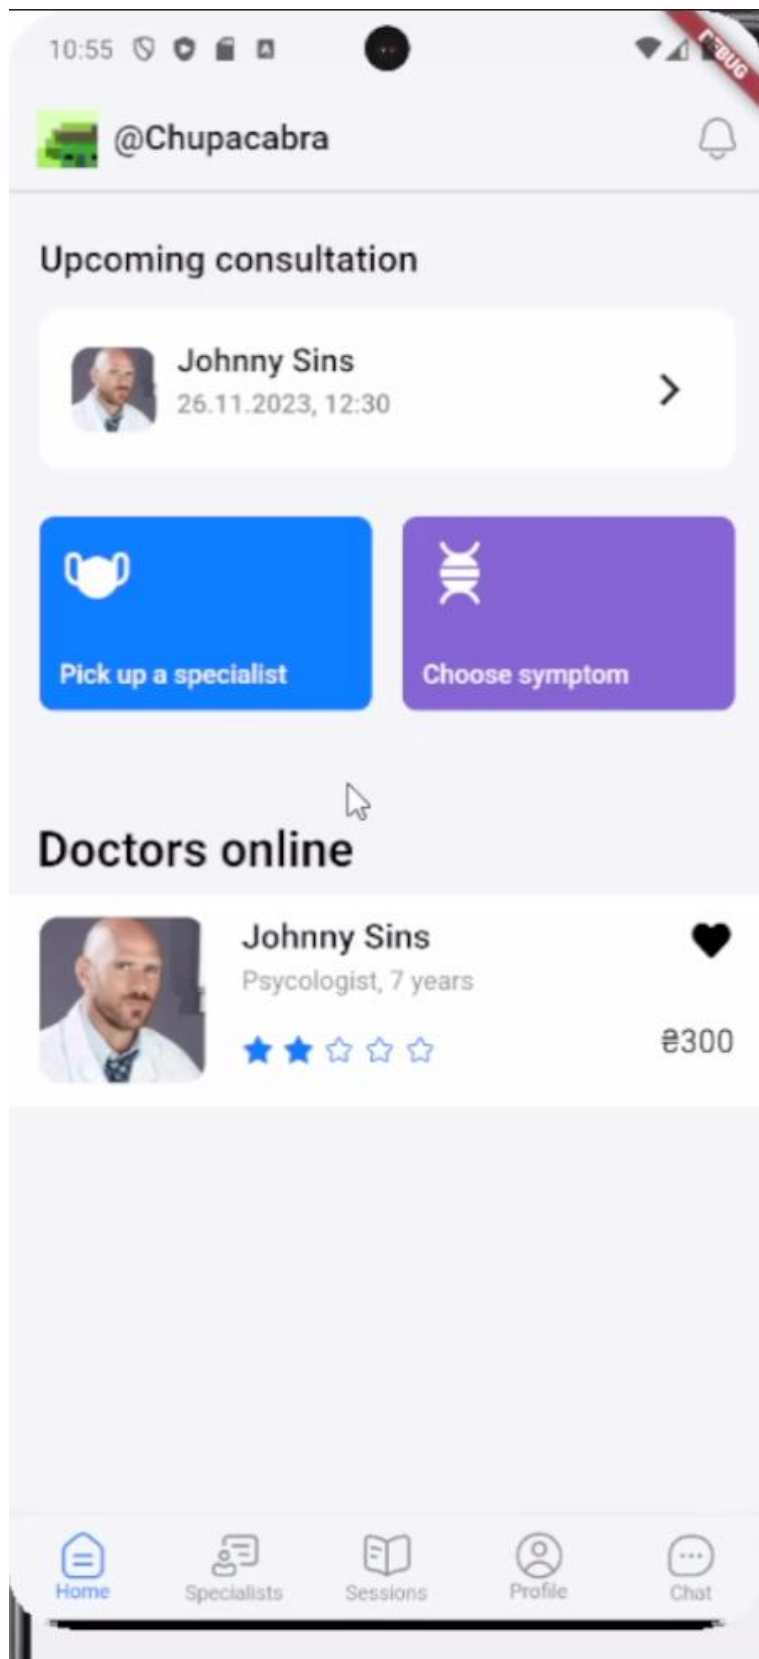 10:55
DEBUG
@Chupacabra
Upcoming consultation
Johnny Sins
26.11.2023, 12:30
Pick up a specialist
Choose symptom
Doctors online
Johnny Sins
Psycologist, 7 years
₴300
Home
Specialists
Sessions
Profile
Chat